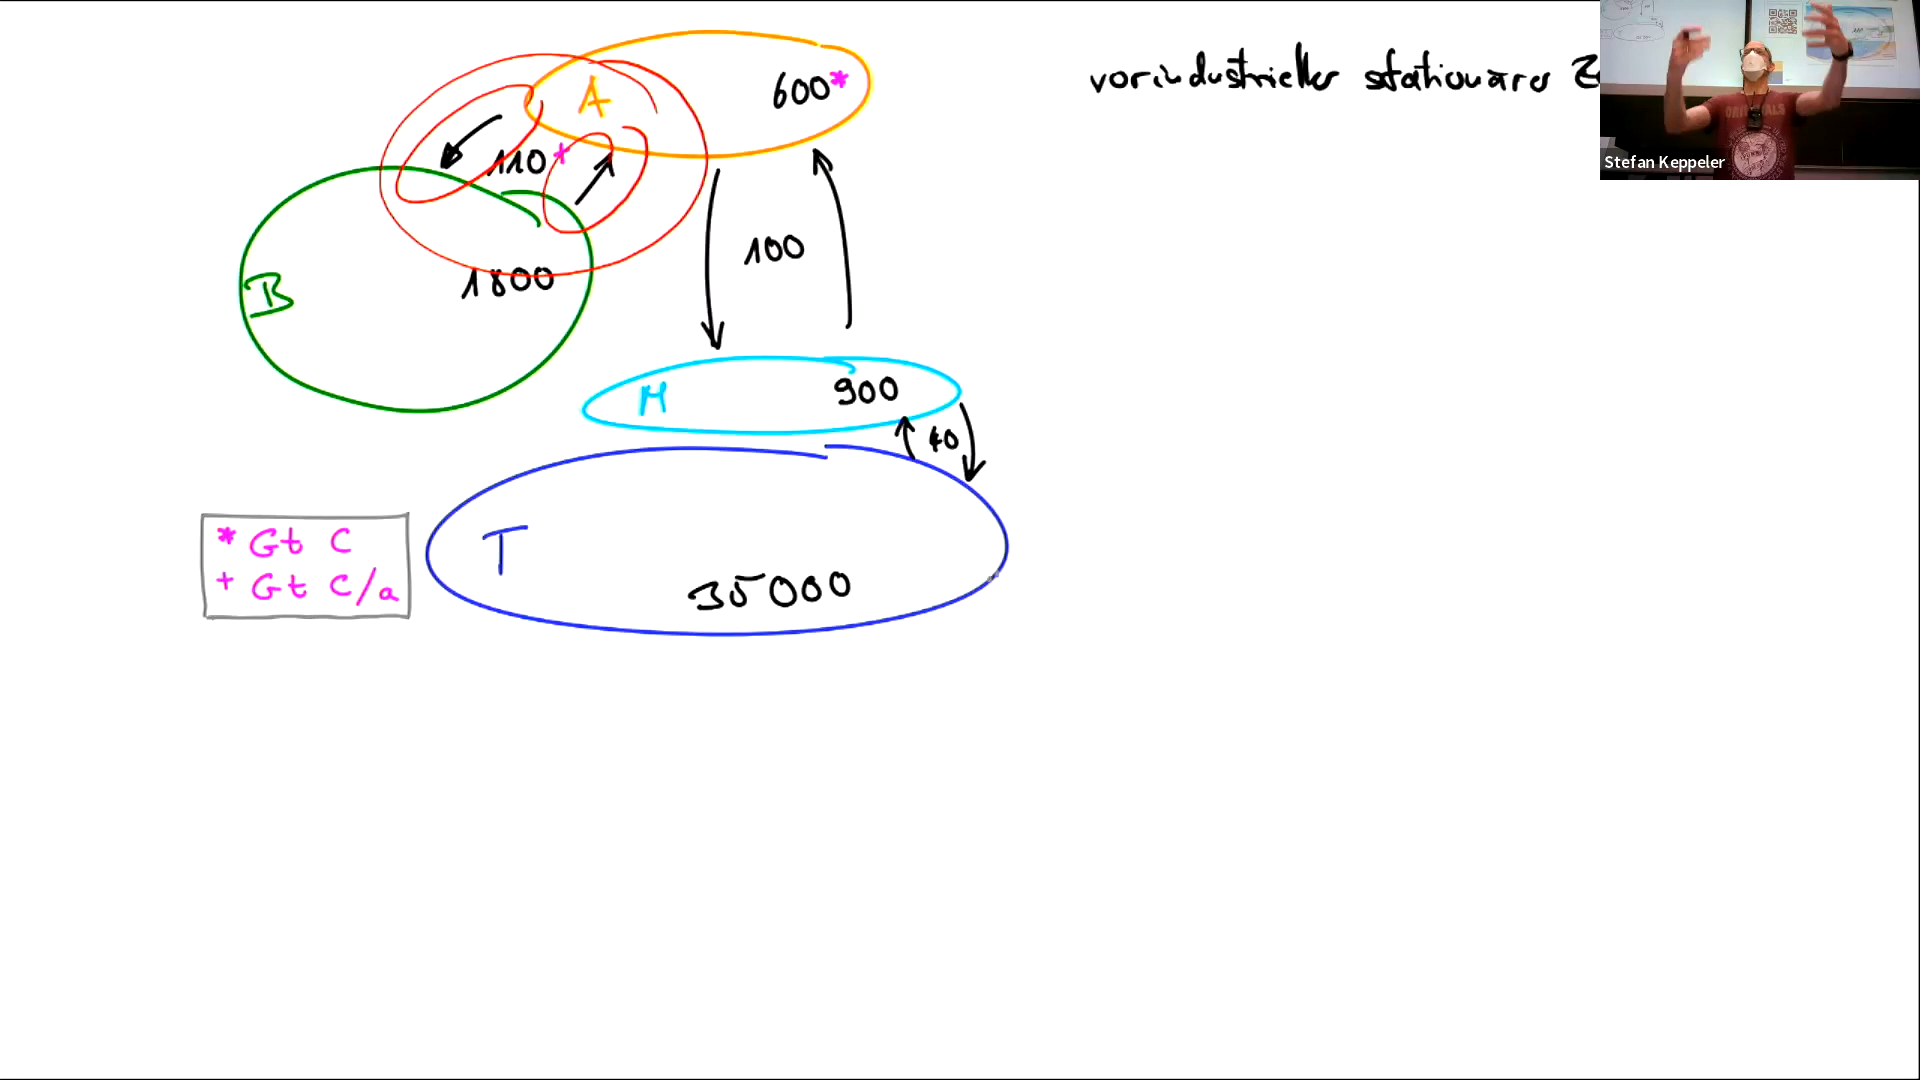 A 600*
vorindustrieller stationärer Z
Stefan Keppeler
110+
100
B 1800
M 900
40
T
35000
* Gt C
+ Gt C/a